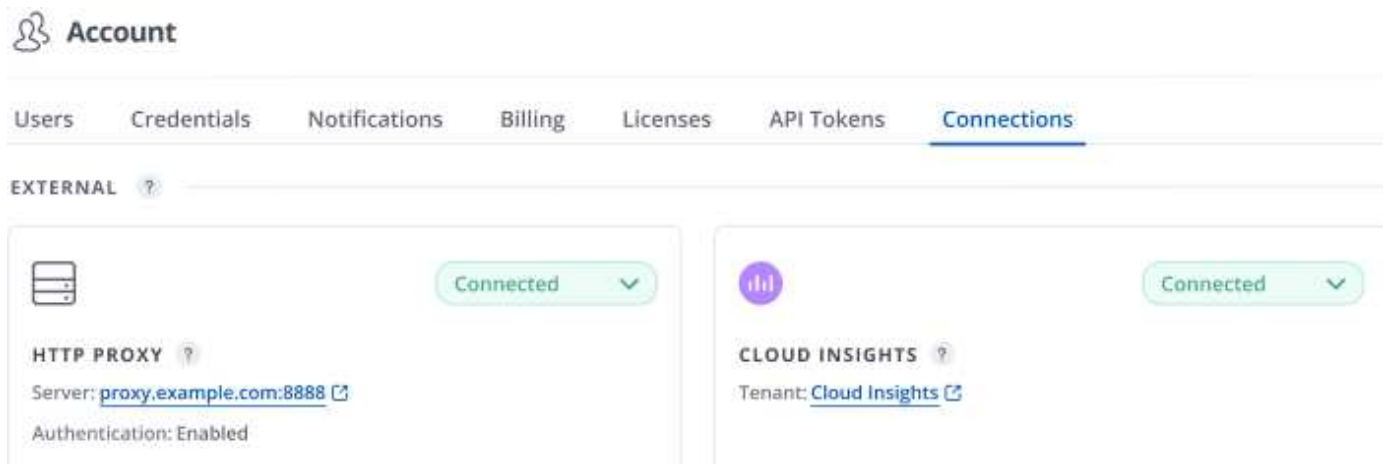 Account
Users Credentials Notifications Billing Licenses API Tokens Connections
EXTERNAL ?
Connected
HTTP PROXY ?
Server: proxy.example.com:8888
Authentication: Enabled
Connected
CLOUD INSIGHTS ?
Tenant: Cloud Insights